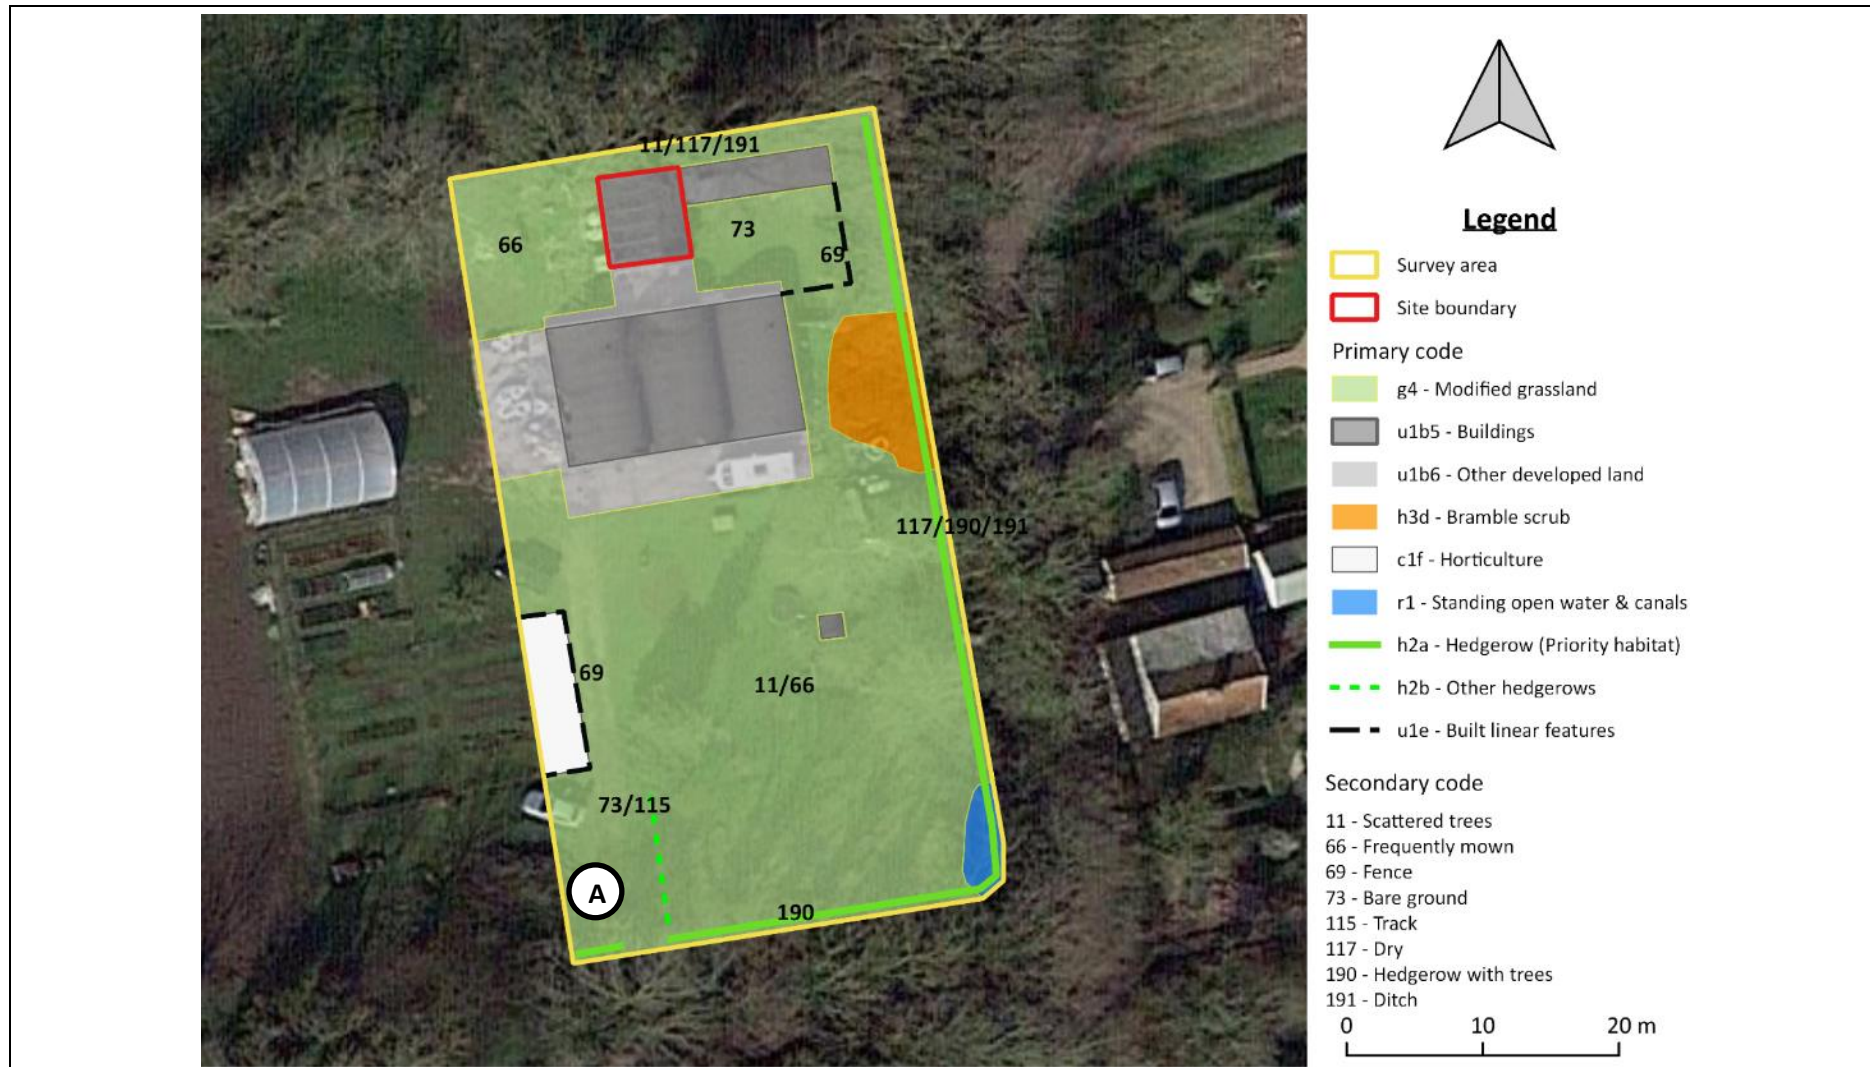 11/117/191
66
73
69
117/190/191
69
11/66
73/115
A
190
Legend
Survey area
Site boundary
Primary code
g4 - Modified grassland
u1b5 - Buildings
u1b6 - Other developed land
h3d - Bramble scrub
c1f - Horticulture
r1 - Standing open water & canals
h2a - Hedgerow (Priority habitat)
h2b - Other hedgerows
u1e - Built linear features
Secondary code
11 - Scattered trees
66 - Frequently mown
69 - Fence
73 - Bare ground
115 - Track
117 - Dry
190 - Hedgerow with trees
191 - Ditch
0 10 20 m